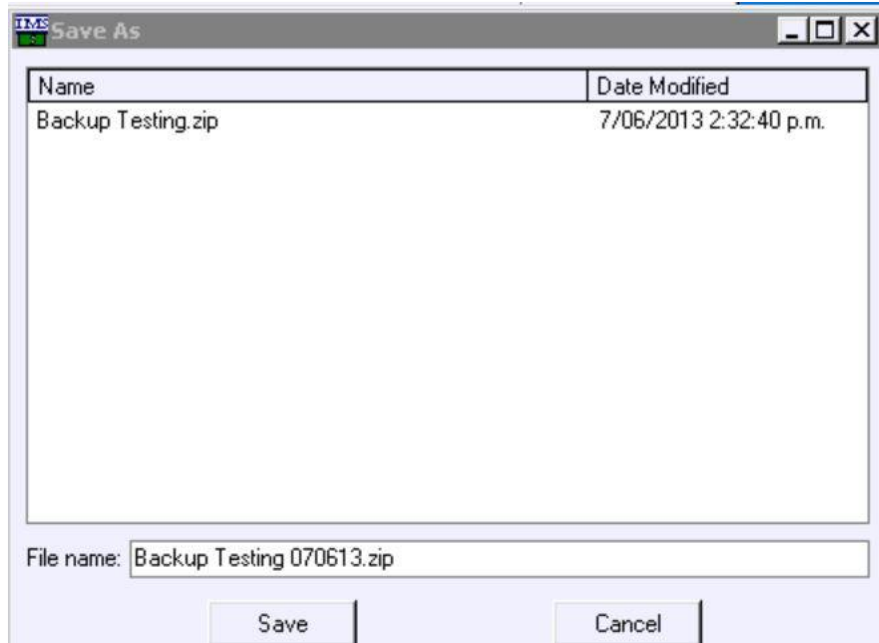 IMS Save As
Name Date Modified
Backup Testing.zip 7/06/2013 2:32:40 p.m.
File name: Backup Testing 070613.zip
Save Cancel